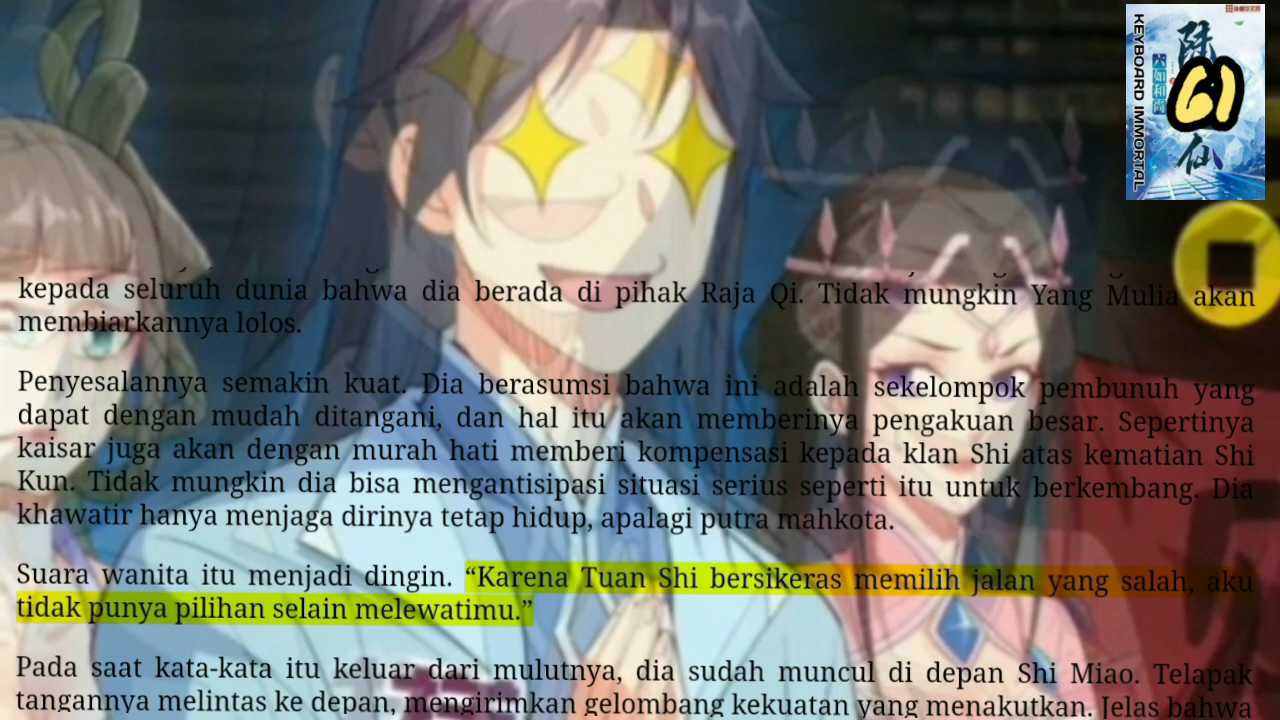 陸
61
仙
六如和尚
KEYBOARD IMMORTAL
kepada seluruh dunia bahwa dia berada di pihak Raja Qi. Tidak mungkin Yang Mulia akan
membiarkannya lolos.
Penyesalannya semakin kuat. Dia berasumsi bahwa ini adalah sekelompok pembunuh yang
dapat dengan mudah ditangani, dan hal itu akan memberinya pengakuan besar. Sepertinya
kaisar juga akan dengan murah hati memberi kompensasi kepada klan Shi atas kematian Shi
Kun. Tidak mungkin dia bisa mengantisipasi situasi serius seperti itu untuk berkembang. Dia
khawatir hanya menjaga dirinya tetap hidup, apalagi putra mahkota.
Suara wanita itu menjadi dingin. “Karena Tuan Shi bersikeras memilih jalan yang salah, aku
tidak punya pilihan selain melewatimu.”
Pada saat kata-kata itu keluar dari mulutnya, dia sudah muncul di depan Shi Miao. Telapak
tangannya melintas ke depan, mengirimkan gelombang kekuatan yang menakutkan. Jelas bahwa